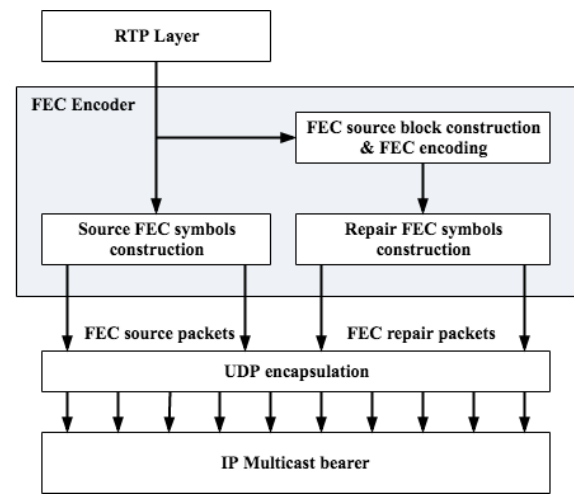 RTP Layer
FEC Encoder
FEC source block construction
& FEC encoding
Source FEC symbols
construction
Repair FEC symbols
construction
FEC source packets
FEC repair packets
UDP encapsulation
IP Multicast bearer